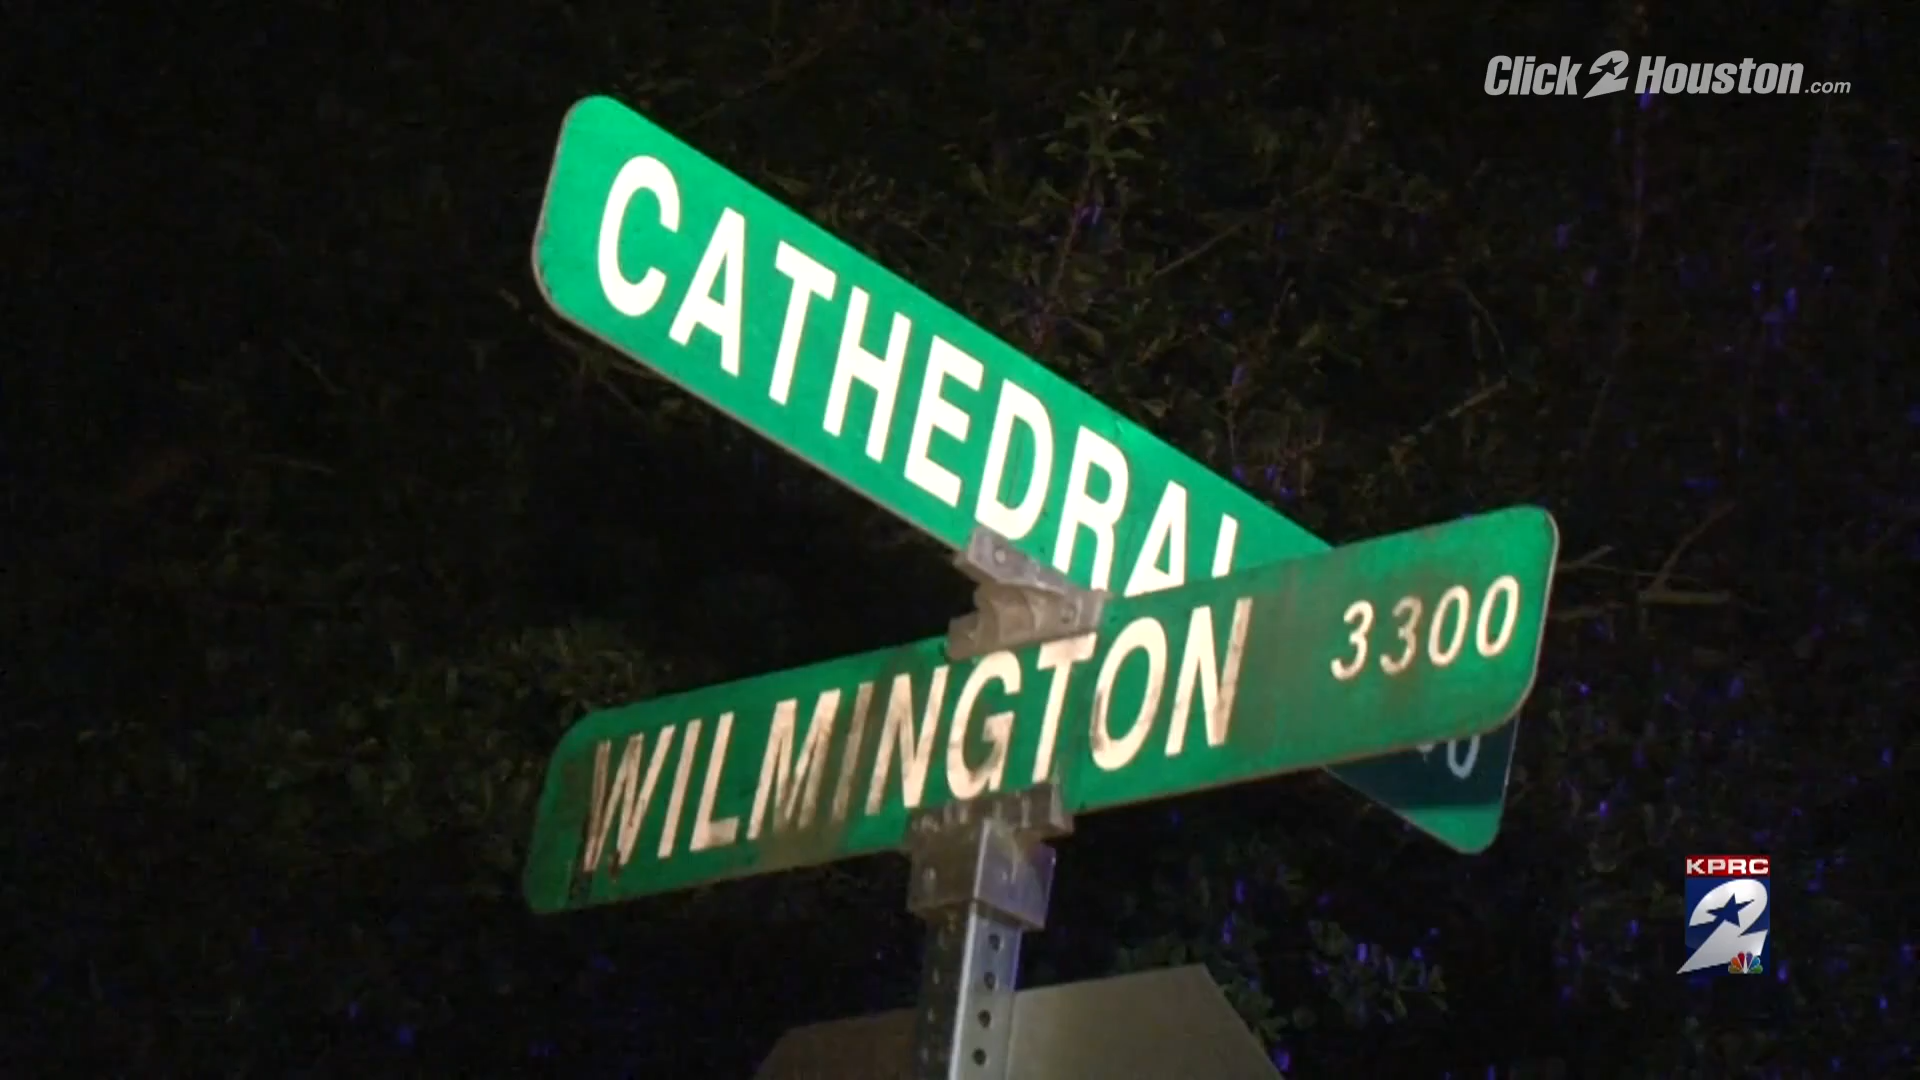 Click2Houston.com
CATHEDRAL
WILMINGTON 3300
KPRC
2